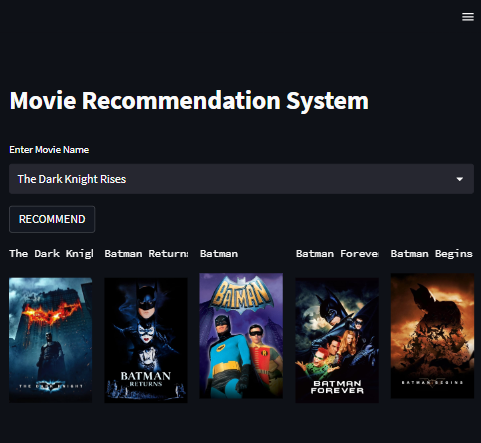 Movie Recommendation System
Enter Movie Name
The Dark Knight Rises
RECOMMEND
The Dark Knigh
Batman Returns
Batman
Batman Foreve
Batman Begins
THE DARK KNIGHT
BATMAN
RETURNS
BATMAN
BATMAN
FOREVER
BATMAN BEGINS